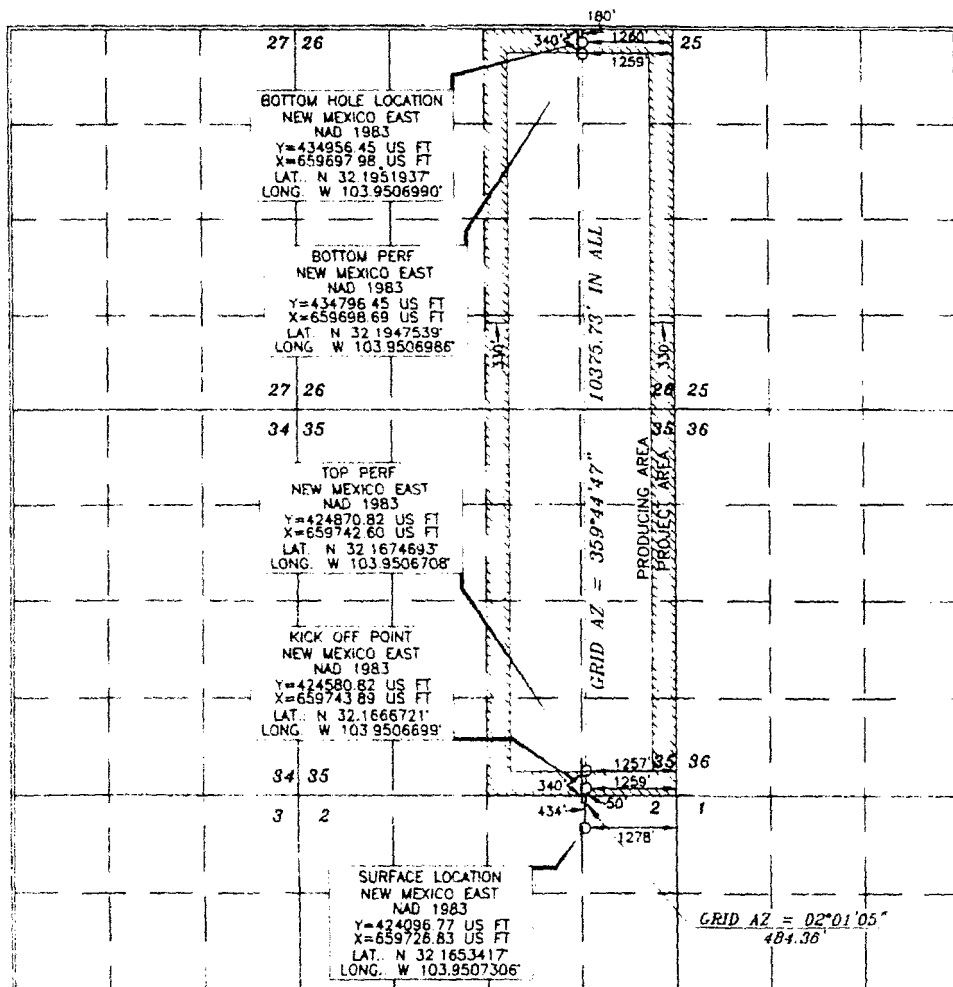 180'
27 26
340'
1260'
25
1259'
BOTTOM HOLE LOCATION
NEW MEXICO EAST
NAD 1983
Y=434956.45 US FT
X=659697.98 US FT
LAT.: N 32.1951937°
LONG. W 103.9506990°
BOTTOM PERF
NEW MEXICO EAST
NAD 1983
Y=434796.45 US FT
X=659698.69 US FT
LAT. N 32.1947539°
LONG. W 103.9506986°
330'
330'
10375.73' IN ALL
GRID AZ = 359°44'47"
27 26
26 25
34 35
35 36
PRODUCING AREA
PROJECT AREA
TOP PERF
NEW MEXICO EAST
NAD 1983
Y=424870.82 US FT
X=659742.60 US FT
LAT. N 32.1674693°
LONG. W 103.9506708°
KICK OFF POINT
NEW MEXICO EAST
NAD 1983
Y=424580.82 US FT
X=659743.89 US FT
LAT.: N 32.1666721°
LONG. W 103.9506699°
34 35
1257'
35 36
340'
1259'
3 2
434'
50'
2 1
1278'
SURFACE LOCATION
NEW MEXICO EAST
NAD 1983
Y=424096.77 US FT
X=659726.83 US FT
LAT.: N 32.1653417°
LONG. W 103.9507306°
GRID AZ = 02°01'05"
484.36'